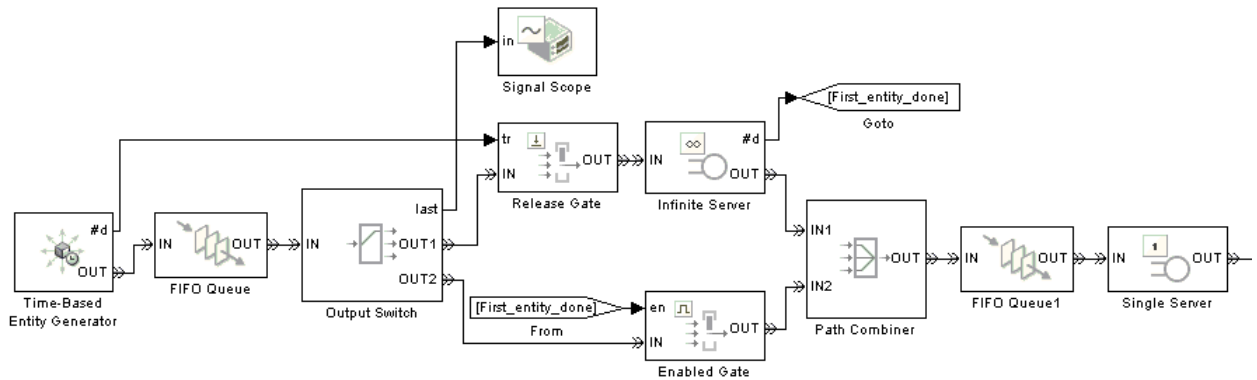 in
Signal Scope
[First_entity_done]
Goto
tr
IN
OUT
Release Gate
IN
∞
#d
OUT
Infinite Server
#d
OUT
Time-Based
Entity Generator
IN
OUT
FIFO Queue
IN
last
OUT1
OUT2
Output Switch
[First_entity_done]
From
en
IN
OUT
Enabled Gate
IN1
IN2
OUT
Path Combiner
IN
OUT
FIFO Queue1
IN
1
OUT
Single Server